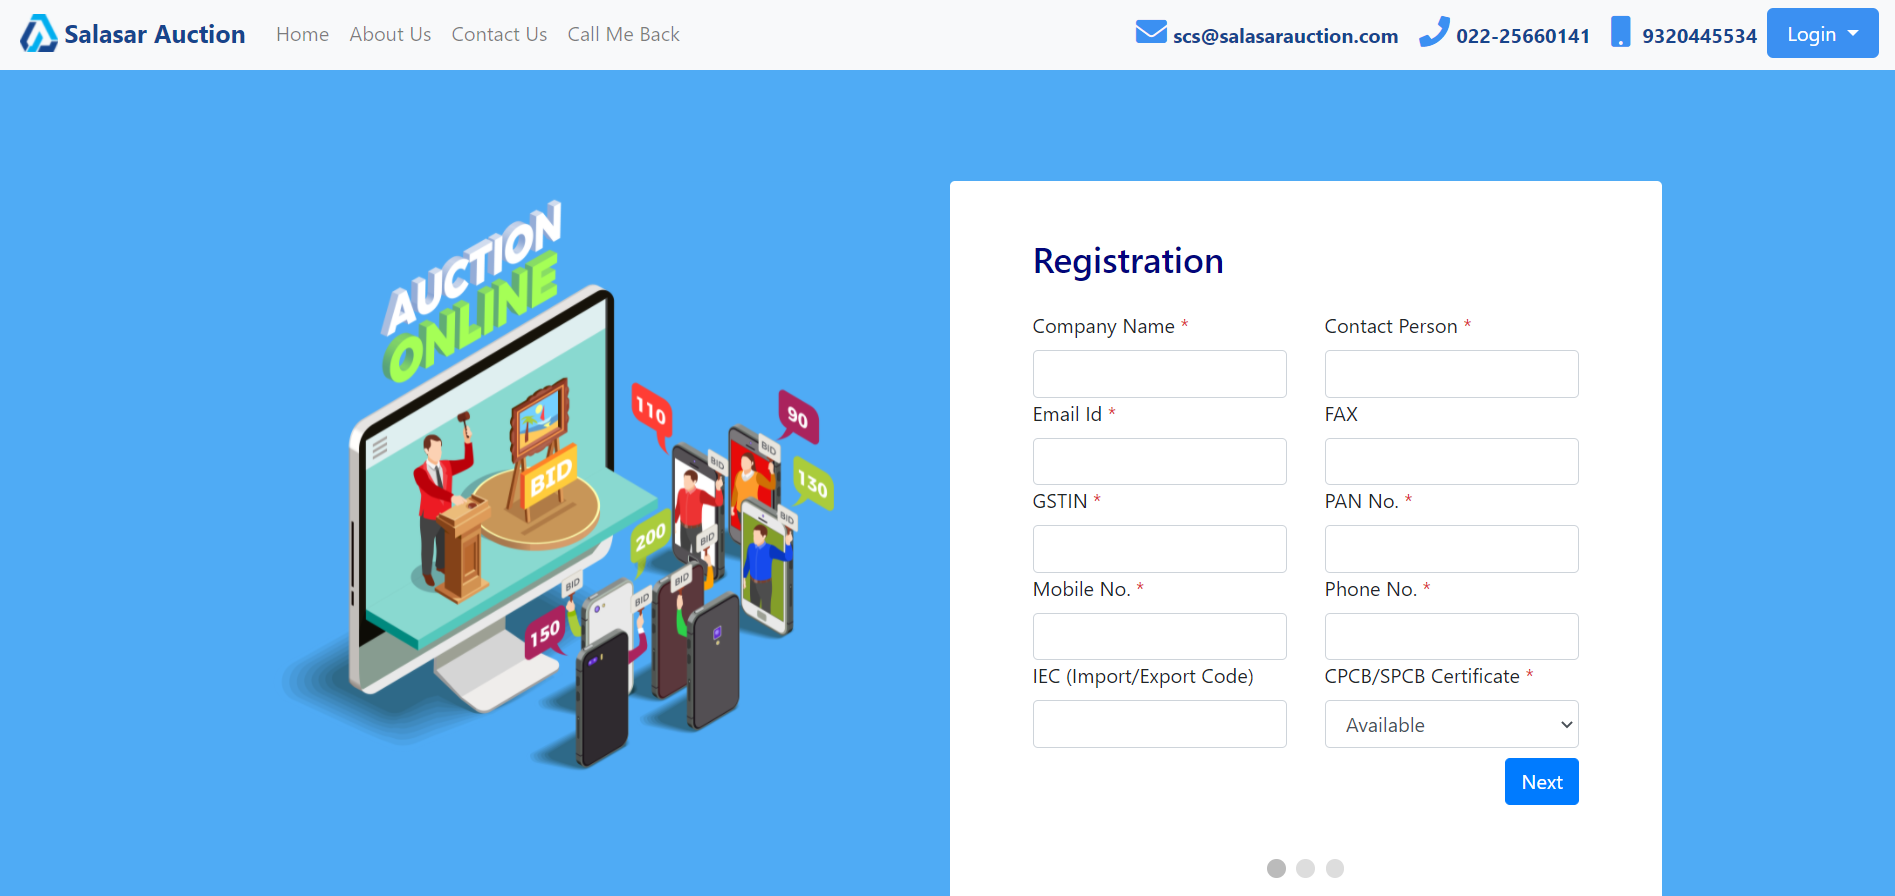 Salasar Auction Home About Us Contact Us Call Me Back scs@salasarauction.com 022-25660141 9320445534 Login
AUCTION
ONLINE
110
90
BID
BID
BID
130
BID
200
BID
BID
BID
BID
150
Registration
Company Name * Contact Person *
Email Id * FAX
GSTIN * PAN No. *
Mobile No. * Phone No. *
IEC (Import/Export Code) CPCB/SPCB Certificate *
Available
Next